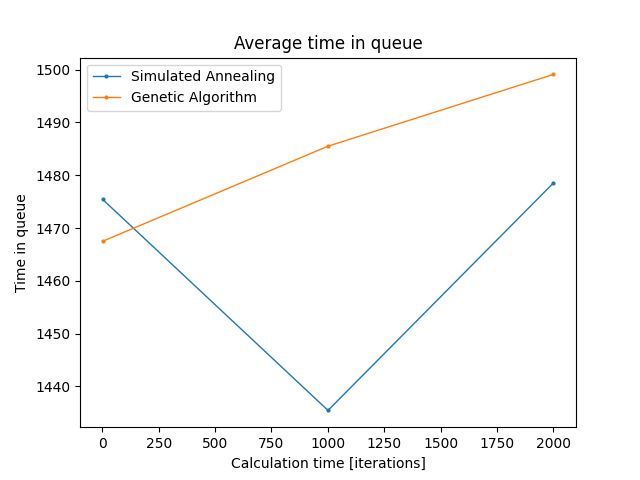 Average time in queue
Simulated Annealing
Genetic Algorithm
Time in queue
1500
1490
1480
1470
1460
1450
1440
0 250 500 750 1000 1250 1500 1750 2000
Calculation time [iterations]